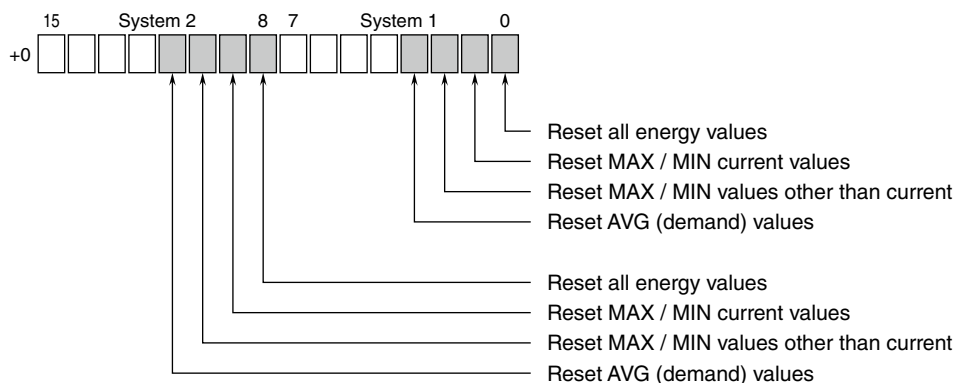 15 System 2 8 7 System 1 0
+0
Reset all energy values
Reset MAX / MIN current values
Reset MAX / MIN values other than current
Reset AVG (demand) values
Reset all energy values
Reset MAX / MIN current values
Reset MAX / MIN values other than current
Reset AVG (demand) values